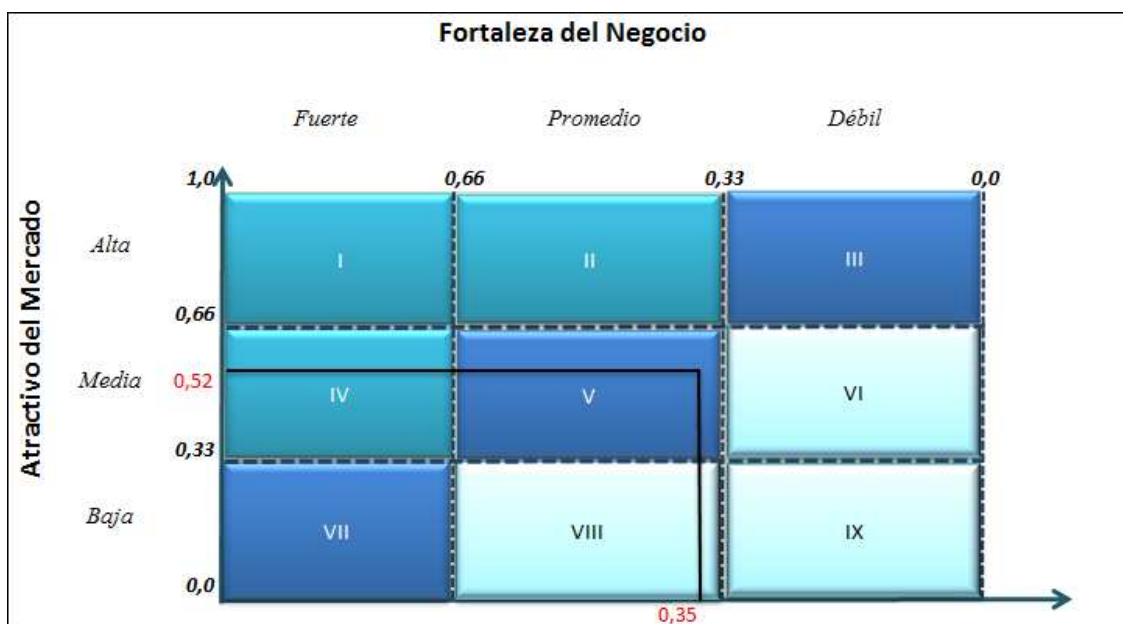 Fortaleza del Negocio
Fuerte Promedio Débil
1,0 0,66 0,33 0,0
Atractivo del Mercado
Alta I II III
0,66
Media 0,52 IV V VI
0,33
Baja VII VIII IX
0,0
0,35